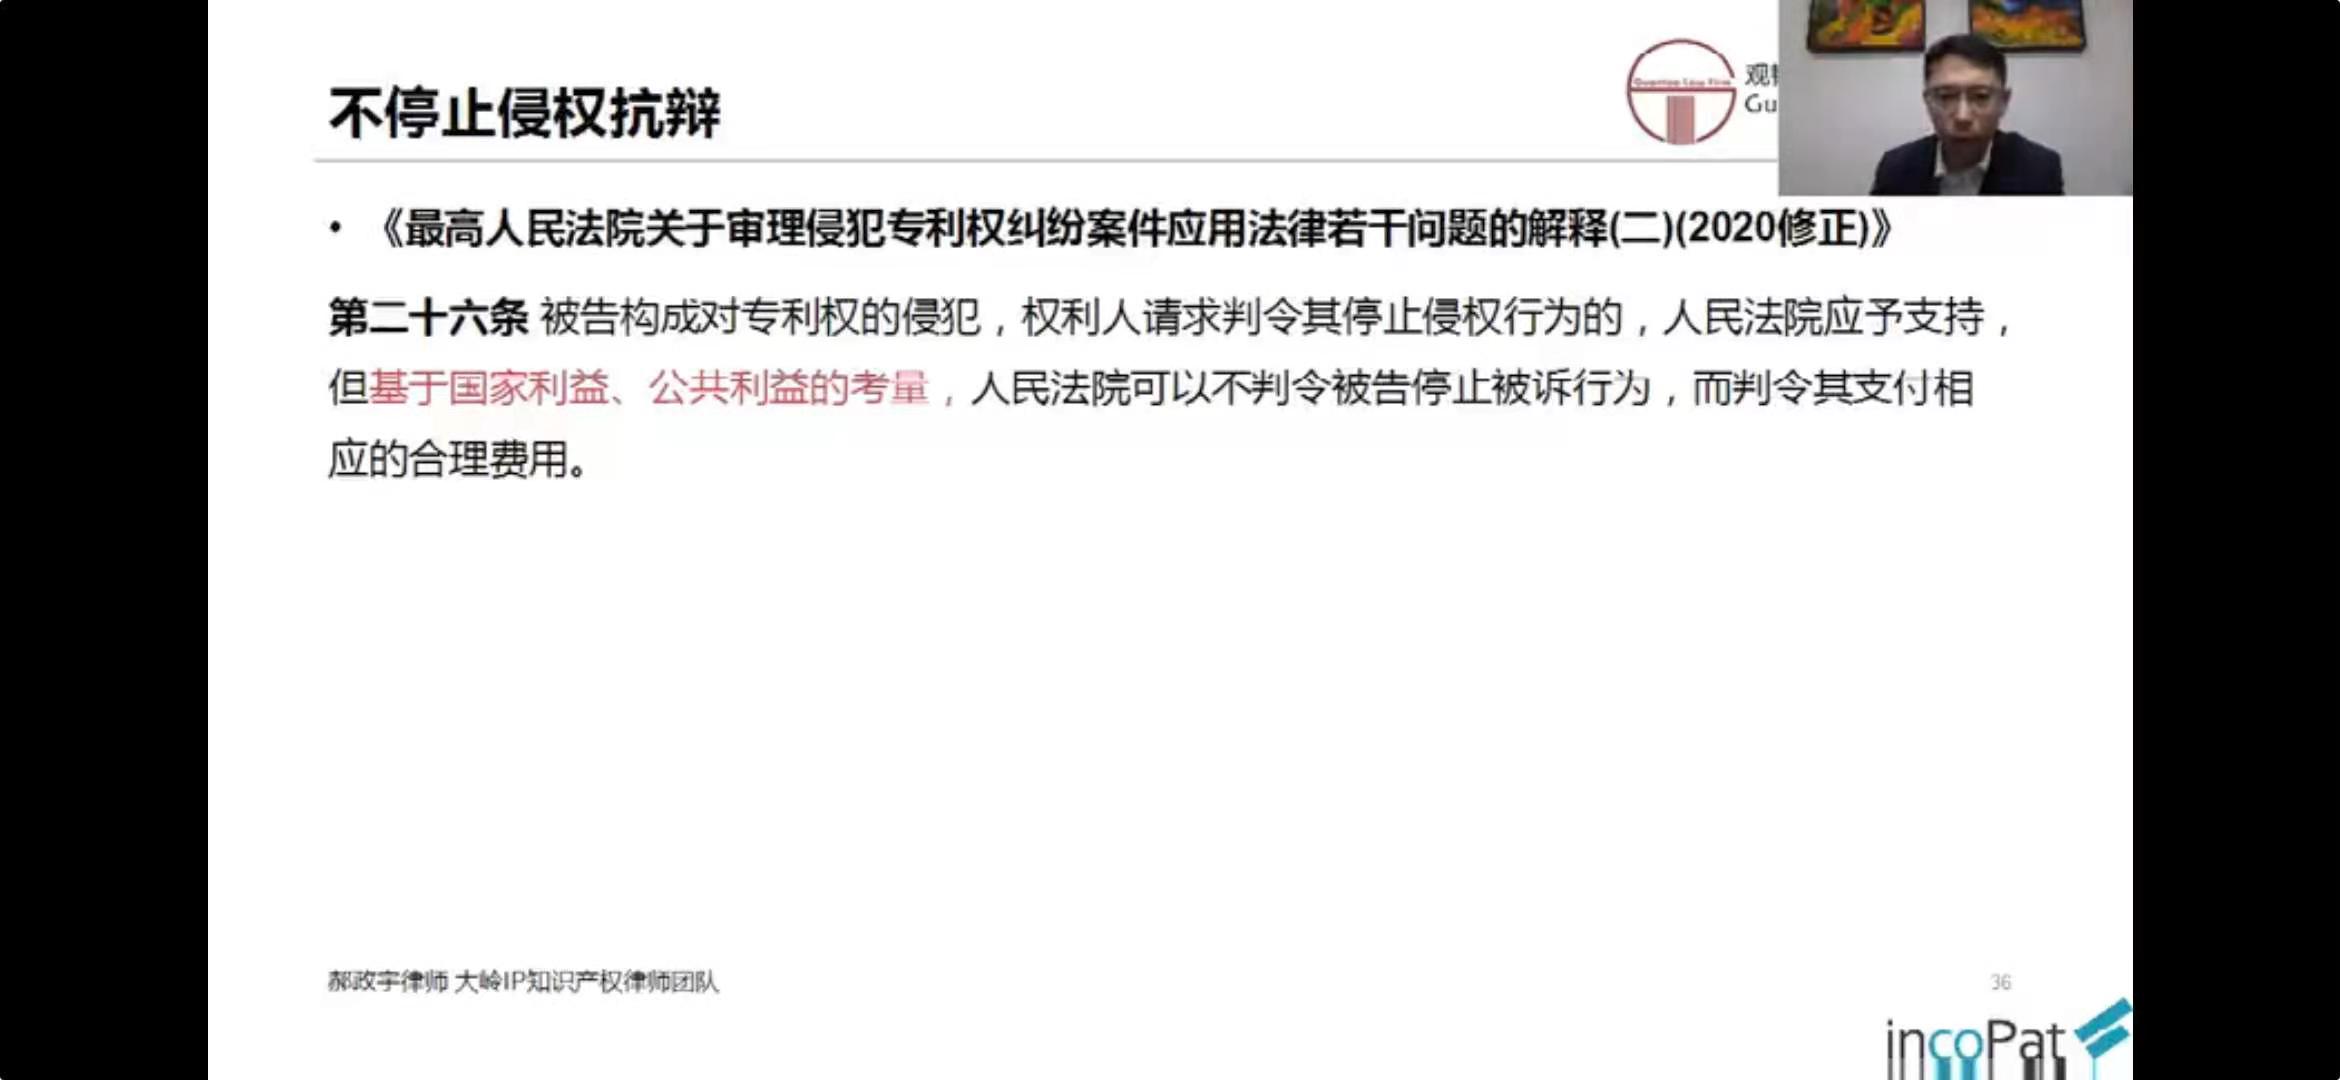 不停止侵权抗辩
Guantao Law Firm
观
Gu
• 《最高人民法院关于审理侵犯专利权纠纷案件应用法律若干问题的解释(二)(2020修正)》
第二十六条 被告构成对专利权的侵犯，权利人请求判令其停止侵权行为的，人民法院应予支持，
但基于国家利益、公共利益的考量，人民法院可以不判令被告停止被诉行为，而判令其支付相
应的合理费用。
郝政宇律师 大岭IP知识产权律师团队
36
incoPat